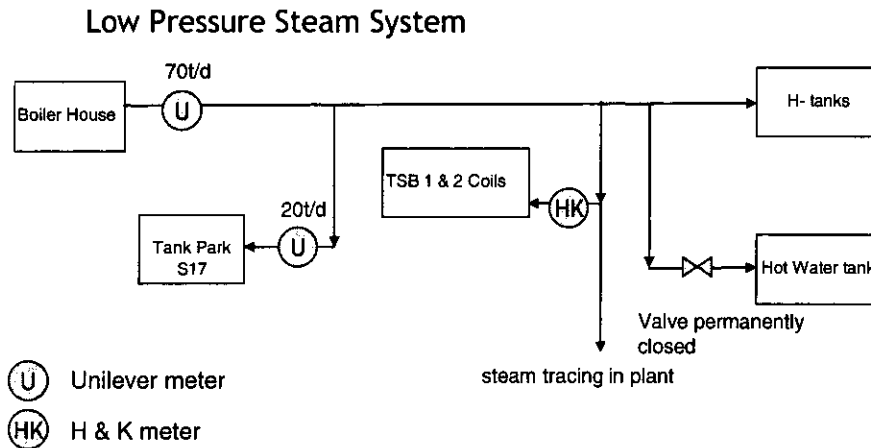 Low Pressure Steam System
70t/d
Boiler House
U
H- tanks
TSB 1 & 2 Coils
HK
20t/d
U
Tank Park
S17
Hot Water tank
Valve permanently
closed
steam tracing in plant
U Unilever meter
HK H & K meter